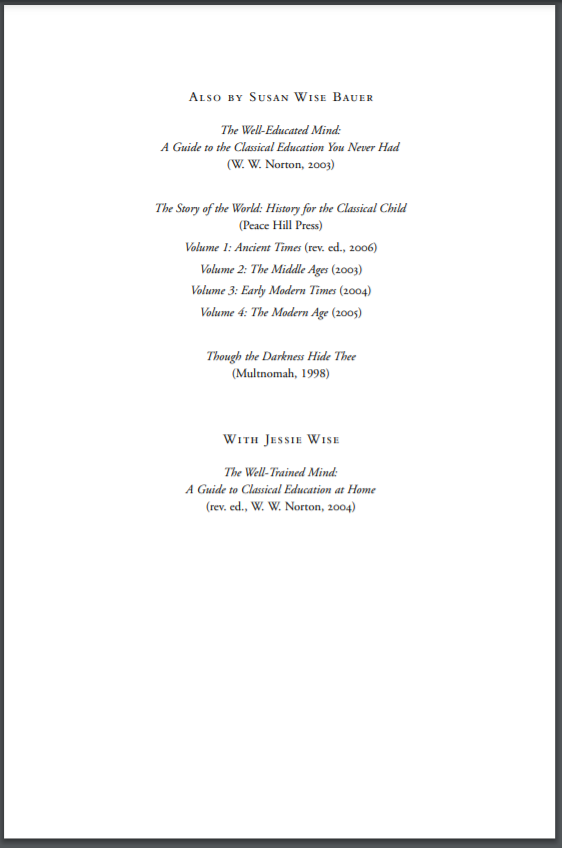 Also by Susan Wise Bauer
The Well-Educated Mind:
A Guide to the Classical Education You Never Had
(W. W. Norton, 2003)
The Story of the World: History for the Classical Child
(Peace Hill Press)
Volume 1: Ancient Times (rev. ed., 2006)
Volume 2: The Middle Ages (2003)
Volume 3: Early Modern Times (2004)
Volume 4: The Modern Age (2005)
Though the Darkness Hide Thee
(Multnomah, 1998)
With Jessie Wise
The Well-Trained Mind:
A Guide to Classical Education at Home
(rev. ed., W. W. Norton, 2004)